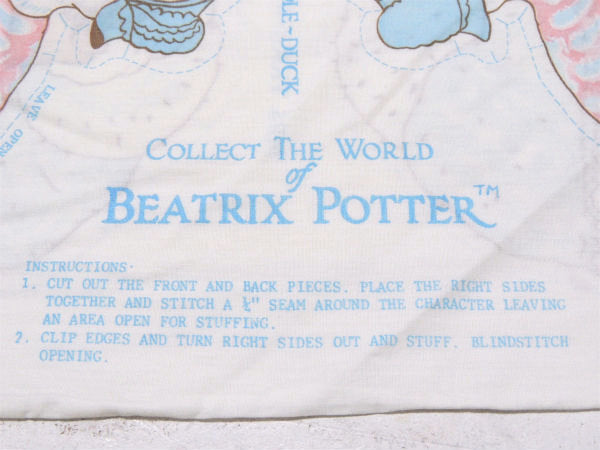 LE~DUCK
LEAVE OPEN
COLLECT THE WORLD
of
BEATRIX POTTER™
INSTRUCTIONS·
1. CUT OUT THE FRONT AND BACK PIECES. PLACE THE RIGHT SIDES
TOGETHER AND STITCH A ¼" SEAM AROUND THE CHARACTER LEAVING
AN AREA OPEN FOR STUFFING.
2. CLIP EDGES AND TURN RIGHT SIDES OUT AND STUFF. BLINDSTITCH
OPENING.